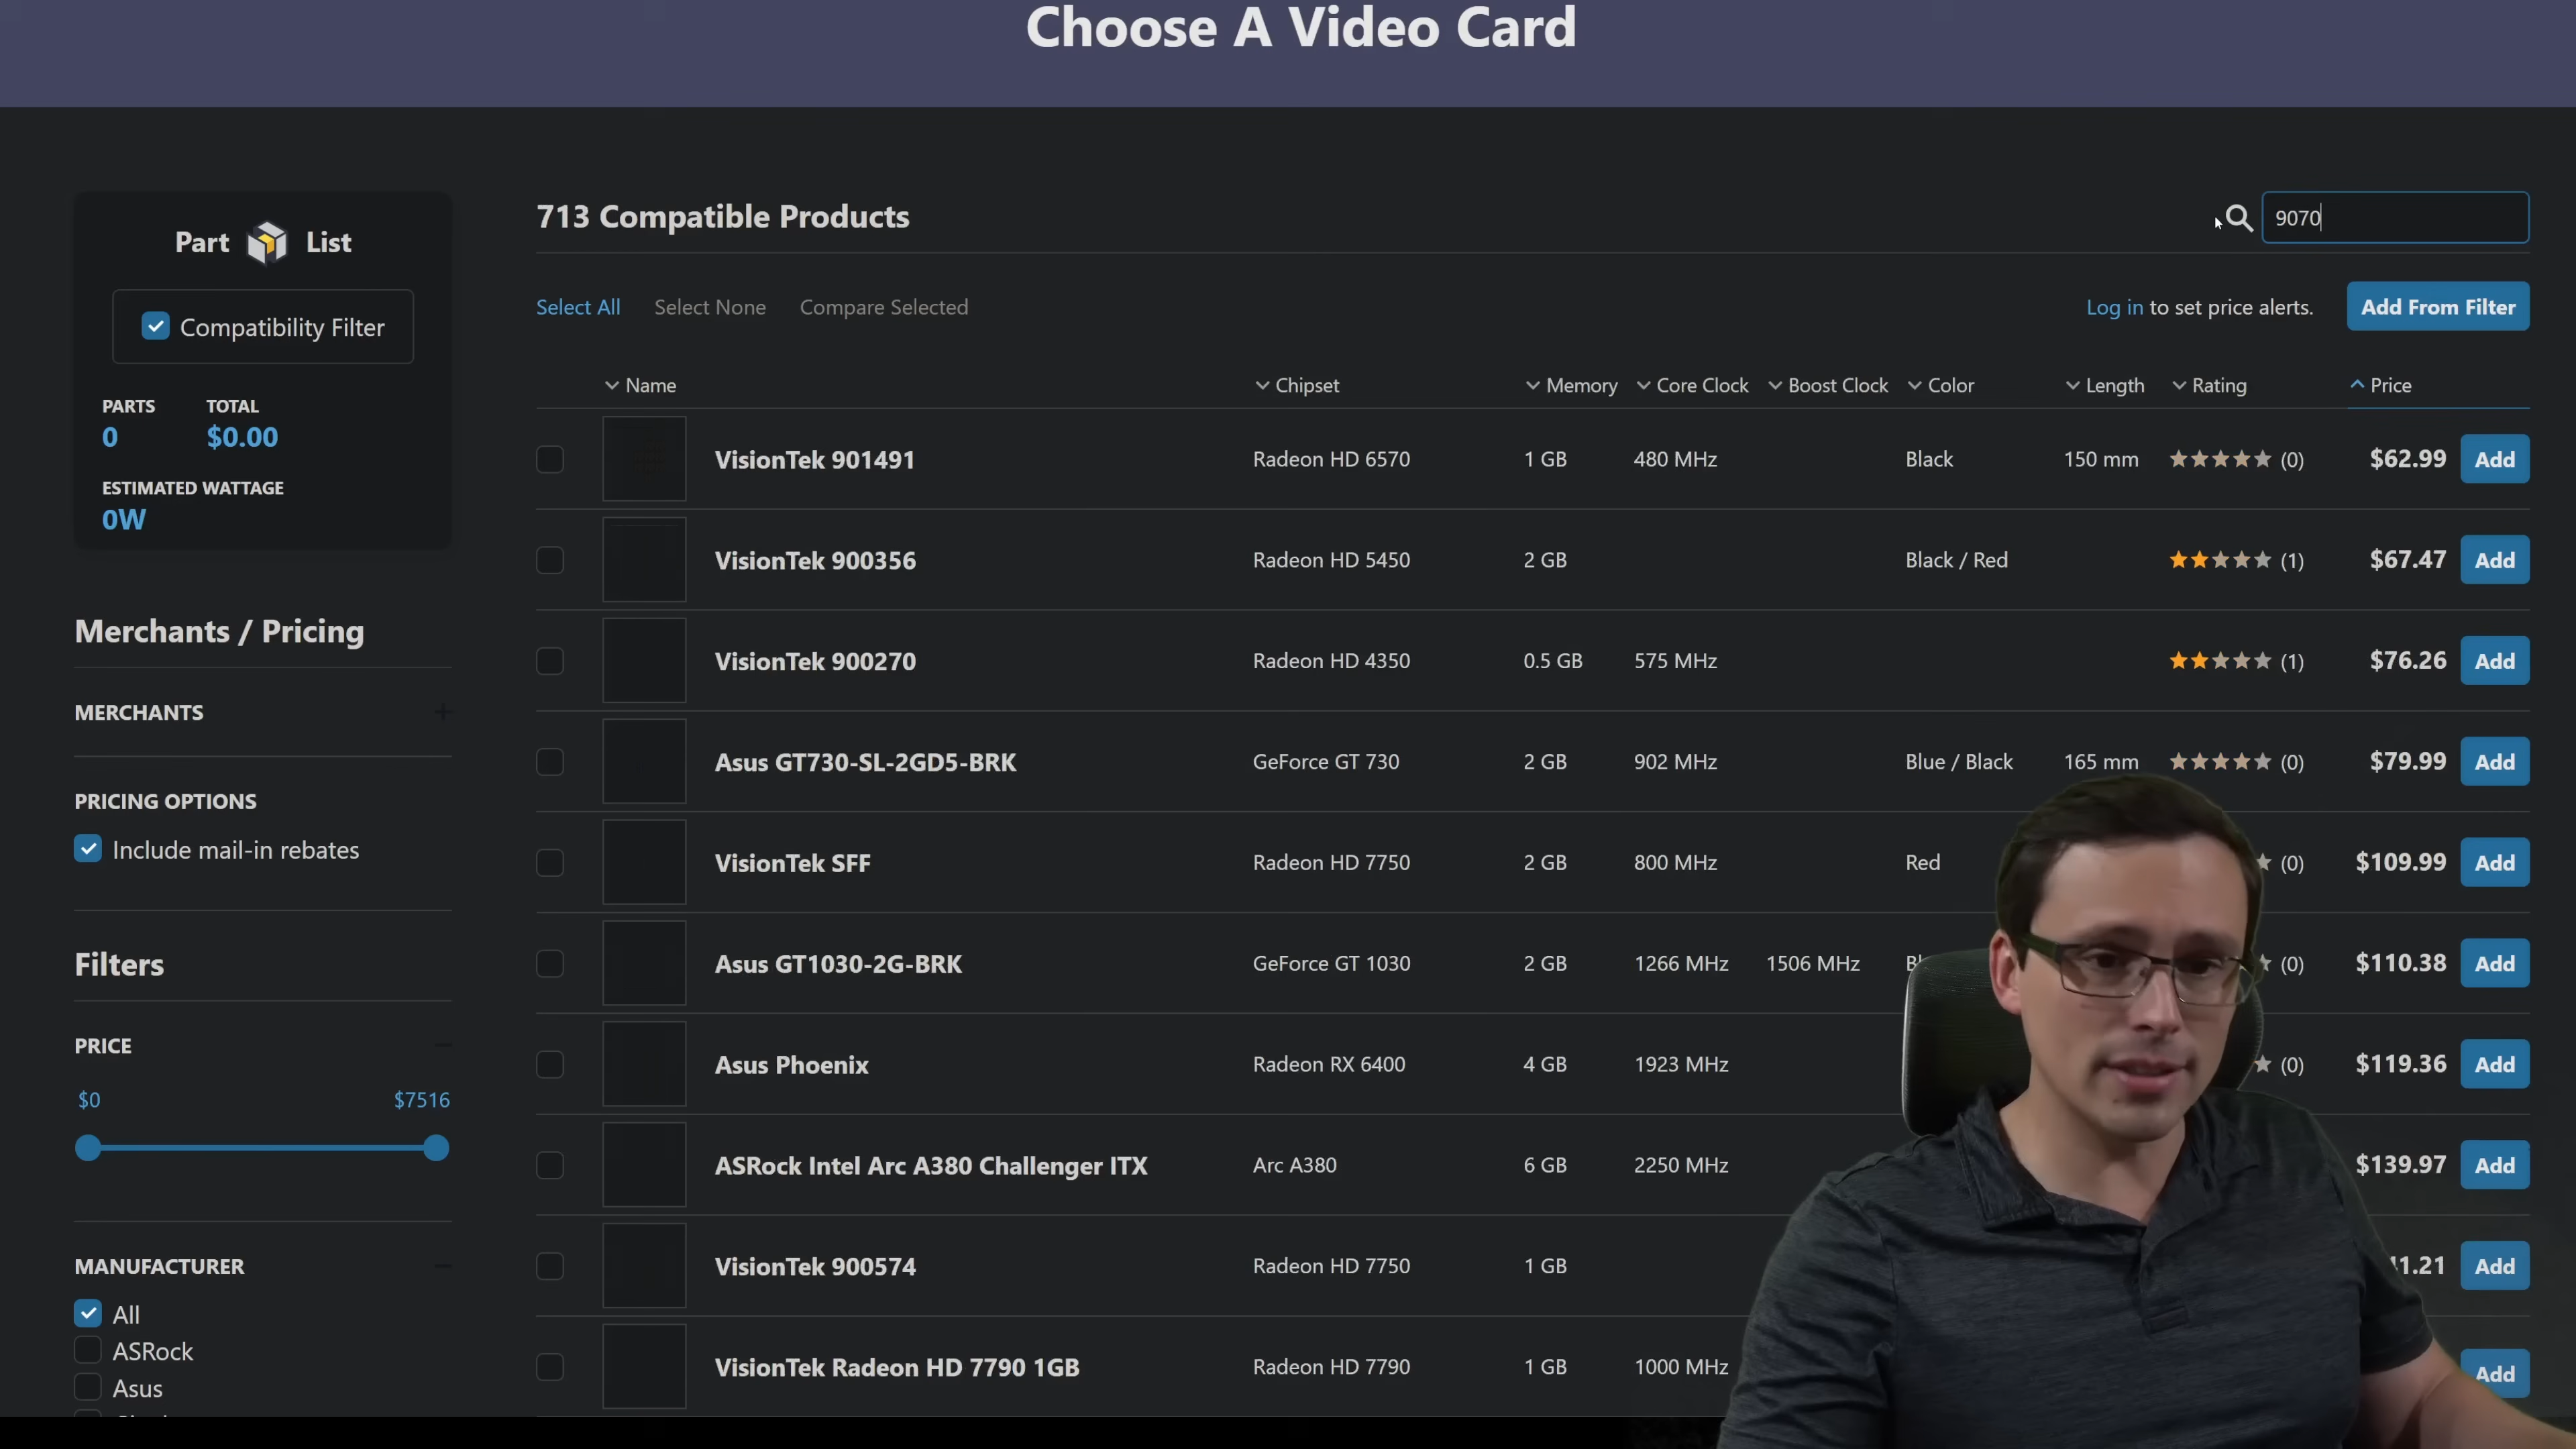 Choose A Video Card
Part List
Compatibility Filter
PARTS TOTAL
0 $0.00
ESTIMATED WATTAGE
0W
Merchants / Pricing
MERCHANTS
PRICING OPTIONS
Include mail-in rebates
Filters
PRICE
$0 $7516
MANUFACTURER
All
ASRock
Asus
713 Compatible Products
9070
Select All Select None Compare Selected
Log in to set price alerts. Add From Filter
Name Chipset Memory Core Clock Boost Clock Color Length Rating Price
VisionTek 901491 Radeon HD 6570 1 GB 480 MHz Black 150 mm (0) $62.99 Add
VisionTek 900356 Radeon HD 5450 2 GB Black / Red (1) $67.47 Add
VisionTek 900270 Radeon HD 4350 0.5 GB 575 MHz (1) $76.26 Add
Asus GT730-SL-2GD5-BRK GeForce GT 730 2 GB 902 MHz Blue / Black 165 mm (0) $79.99 Add
VisionTek SFF Radeon HD 7750 2 GB 800 MHz Red (0) $109.99 Add
Asus GT1030-2G-BRK GeForce GT 1030 2 GB 1266 MHz 1506 MHz (0) $110.38 Add
Asus Phoenix Radeon RX 6400 4 GB 1923 MHz (0) $119.36 Add
ASRock Intel Arc A380 Challenger ITX Arc A380 6 GB 2250 MHz $139.97 Add
VisionTek 900574 Radeon HD 7750 1 GB 1.21 Add
VisionTek Radeon HD 7790 1GB Radeon HD 7790 1 GB 1000 MHz Add